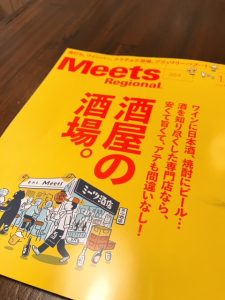 Meets
Regional
酒屋の
酒場。
ワインに日本酒、焼酎にビール…
酒を知り尽くした専門店なら、
安くて旨くて、アテも間違いなし！
Meets
ミーツ酒店